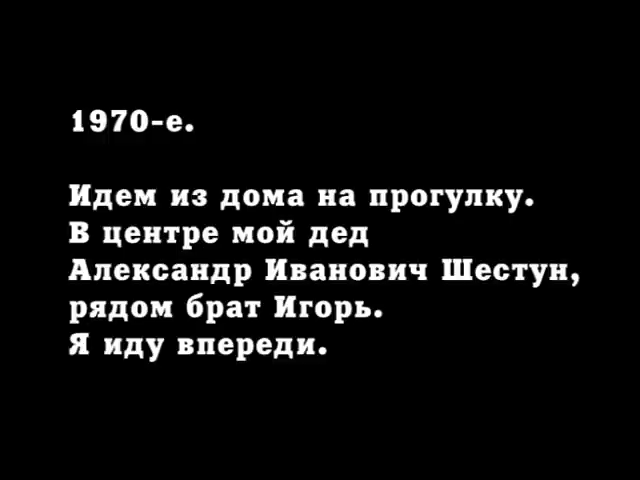 1970-е.
Идем из дома на прогулку.
В центре мой дед
Александр Иванович Шестун,
рядом брат Игорь.
Я иду впереди.